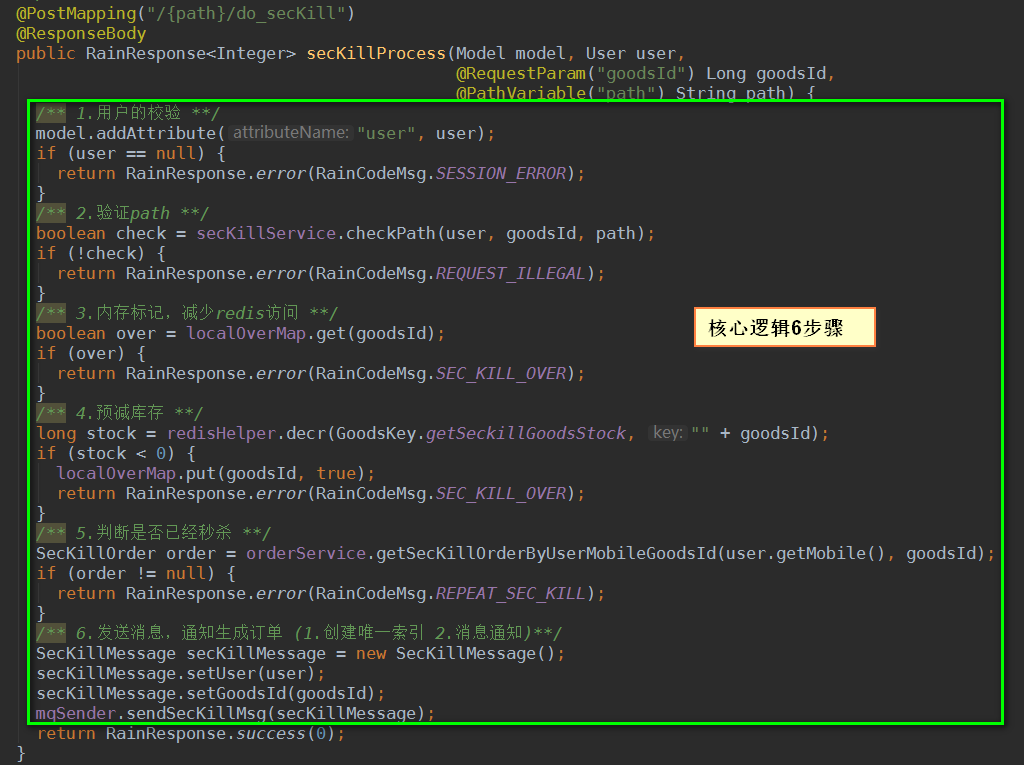 @PostMapping("/{path}/do_secKill")
@ResponseBody
public RainResponse<Integer> secKillProcess(Model model, User user,
@RequestParam("goodsId") Long goodsId,
@PathVariable("path") String path) {
/** 1.用户的校验 **/
model.addAttribute( attributeName: "user", user);
if (user == null) {
return RainResponse.error(RainCodeMsg.SESSION_ERROR);
}
/** 2.验证path **/
boolean check = secKillService.checkPath(user, goodsId, path);
if (!check) {
return RainResponse.error(RainCodeMsg.REQUEST_ILLEGAL);
}
/** 3.内存标记，减少redis访问 **/
boolean over = localOverMap.get(goodsId);
核心逻辑6步骤
if (over) {
return RainResponse.error(RainCodeMsg.SEC_KILL_OVER);
}
/** 4.预减库存 **/
long stock = redisHelper.decr(GoodsKey.getSeckillGoodsStock, key: "" + goodsId);
if (stock < 0) {
localOverMap.put(goodsId, true);
return RainResponse.error(RainCodeMsg.SEC_KILL_OVER);
}
/** 5.判断是否已经秒杀 **/
SecKillOrder order = orderService.getSecKillOrderByUserMobileGoodsId(user.getMobile(), goodsId);
if (order != null) {
return RainResponse.error(RainCodeMsg.REPEAT_SEC_KILL);
}
/** 6.发送消息，通知生成订单 (1.创建唯一索引 2.消息通知)**/
SecKillMessage secKillMessage = new SecKillMessage();
secKillMessage.setUser(user);
secKillMessage.setGoodsId(goodsId);
mqSender.sendSecKillMsg(secKillMessage);
return RainResponse.success(0);
}